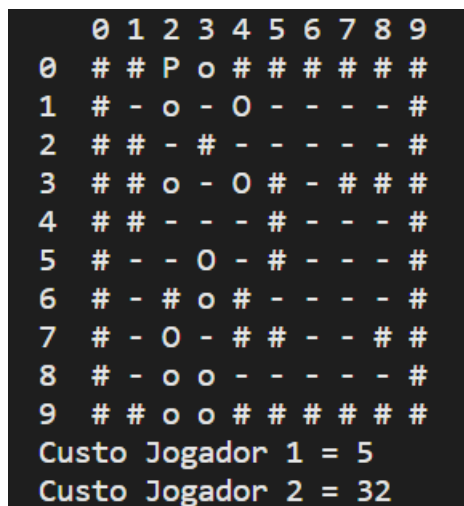 0 1 2 3 4 5 6 7 8 9
0 # # P o # # # # # #
1 # - o - O - - - - #
2 # # - # - - - - - #
3 # # o - O # - # # #
4 # # - - - # - - - #
5 # - - O - # - - - #
6 # - # o # - - - - #
7 # - O - # # - - # #
8 # - o o - - - - - #
9 # # o o # # # # # #
Custo Jogador 1 = 5
Custo Jogador 2 = 32